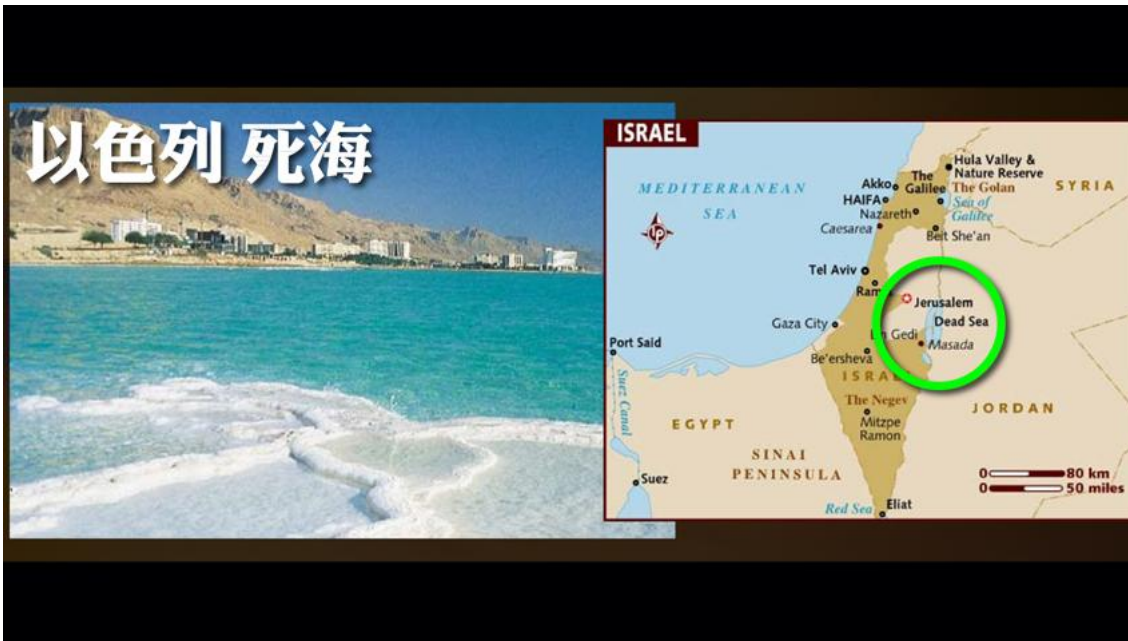 以色列 死海
ISRAEL
MEDITERRANEAN
SEA
Akko
HAIFA
The
Galilee
Hula Valley &
Nature Reserve
The Golan
SYRIA
Sea of
Galilee
Nazareth
Caesarea
Beit She'an
Tel Aviv
Jerusalem
Dead Sea
Gaza City
Masada
Port Said
Be'ersheva
Suez Canal
The Negev
Mitzpe
Ramon
JORDAN
EGYPT
SINAI
PENINSULA
Suez
0 80 km
0 50 miles
Red Sea
Eliat